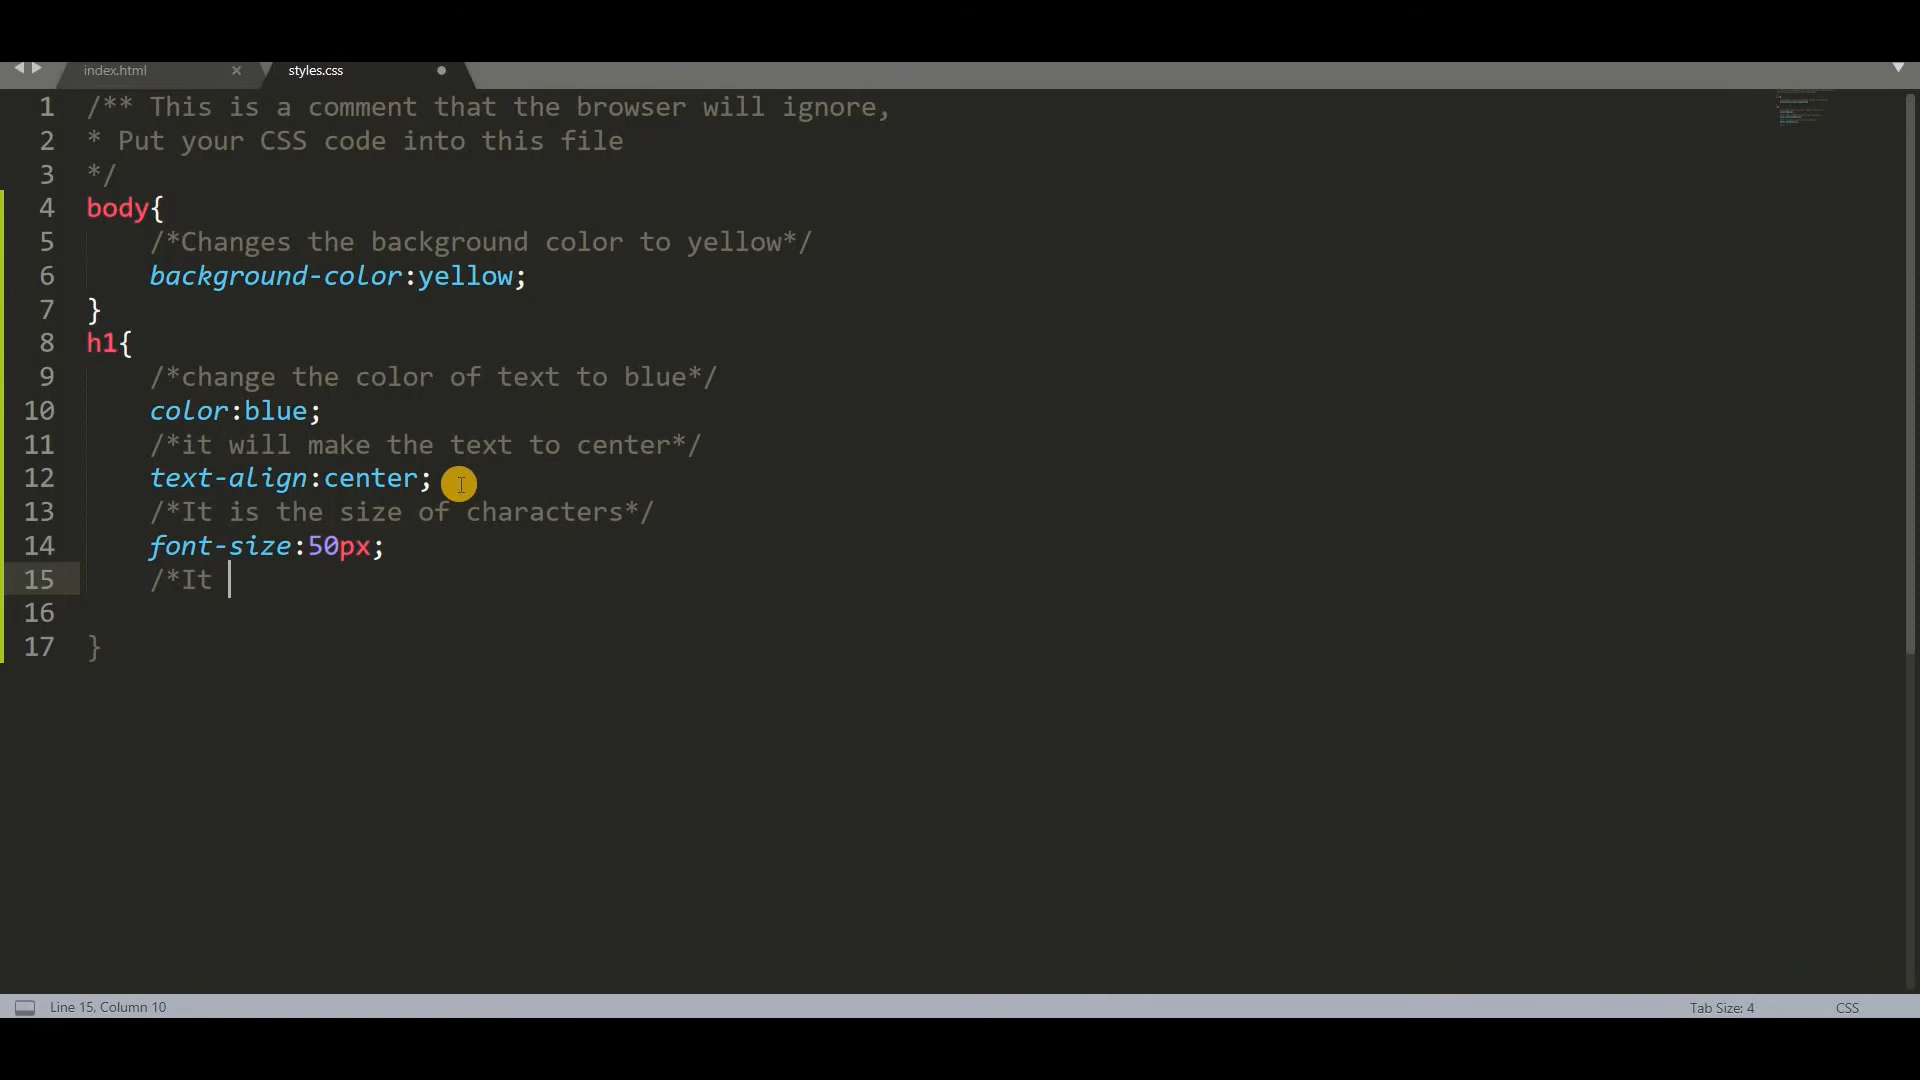 index.html
styles.css
1 /** This is a comment that the browser will ignore,
2 * Put your CSS code into this file
3 */
4 body{
5 /*Changes the background color to yellow*/
6 background-color:yellow;
7 }
8 h1{
9 /*change the color of text to blue*/
10 color:blue;
11 /*it will make the text to center*/
12 text-align:center;
13 /*It is the size of characters*/
14 font-size:50px;
15 /*It
16
17 }
Line 15, Column 10
Tab Size: 4
CSS